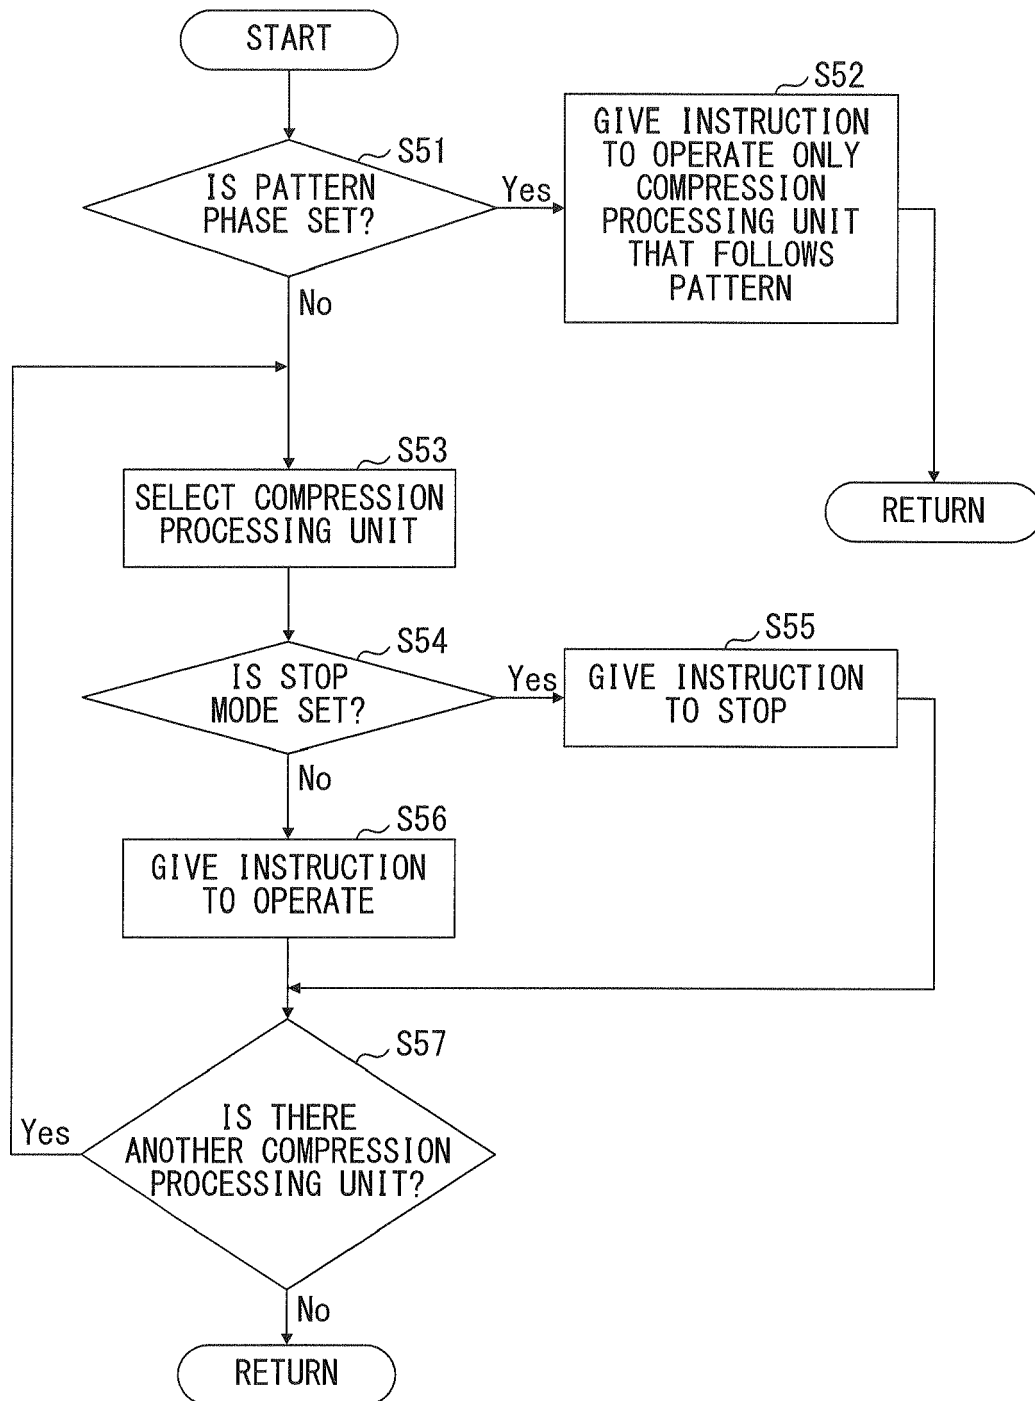 START
S51
IS PATTERN
PHASE SET?
Yes
S52
GIVE INSTRUCTION
TO OPERATE ONLY
COMPRESSION
PROCESSING UNIT
THAT FOLLOWS
PATTERN
No
RETURN
S53
SELECT COMPRESSION
PROCESSING UNIT
S54
IS STOP
MODE SET?
Yes
S55
GIVE INSTRUCTION
TO STOP
No
S56
GIVE INSTRUCTION
TO OPERATE
S57
IS THERE
ANOTHER COMPRESSION
PROCESSING UNIT?
Yes
No
RETURN